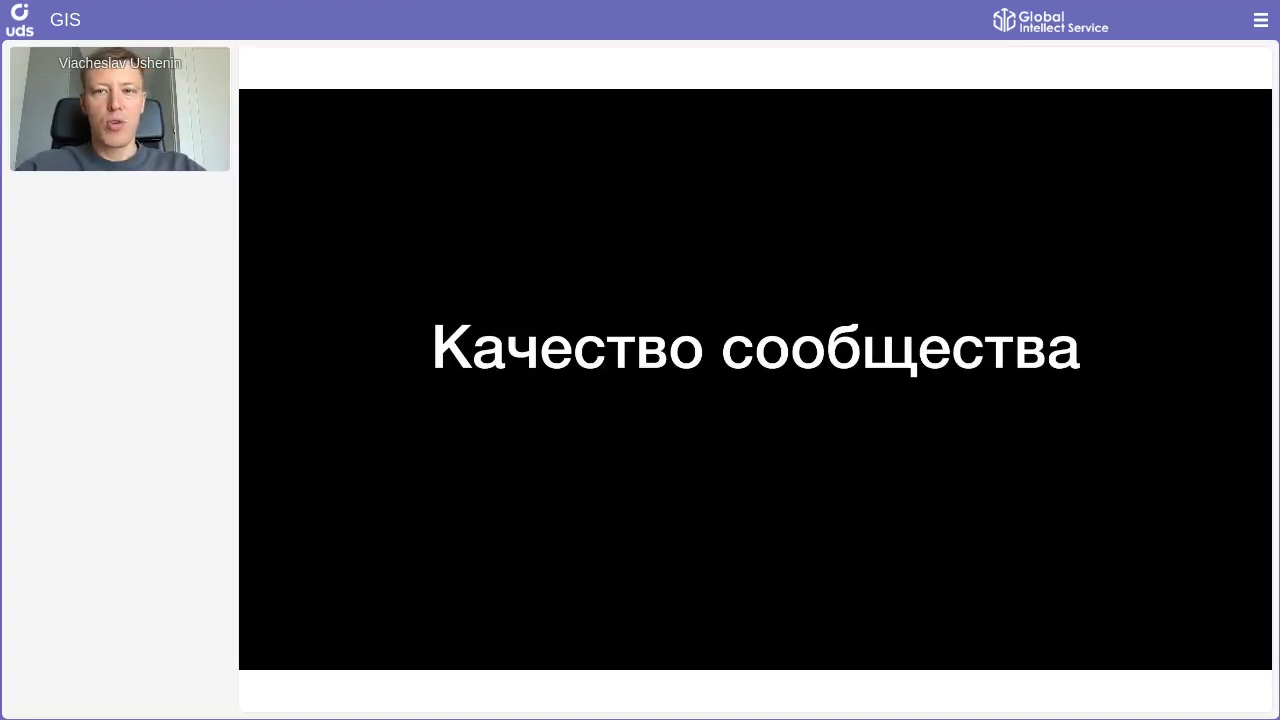 uds
GIS
Global
Intellect Service
Viacheslav Ushenin
Качество сообщества